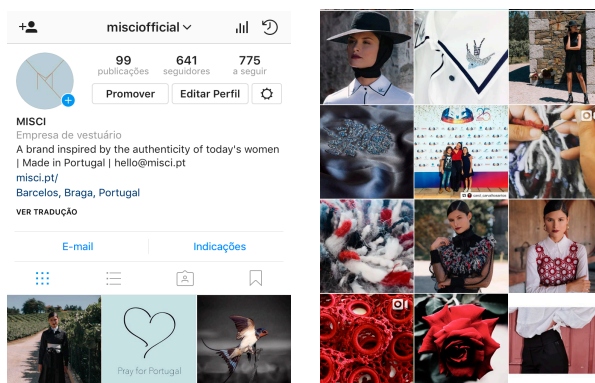 misciofficial
99
641
775
publicações
seguidores
a seguir
Promover
Editar Perfil
MISCI
Empresa de vestuário
A brand inspired by the authenticity of today's women
| Made in Portugal | hello@misci.pt
misci.pt/
Barcelos, Braga, Portugal
VER TRADUÇÃO
E-mail
Indicações
Pray for Portugal
25